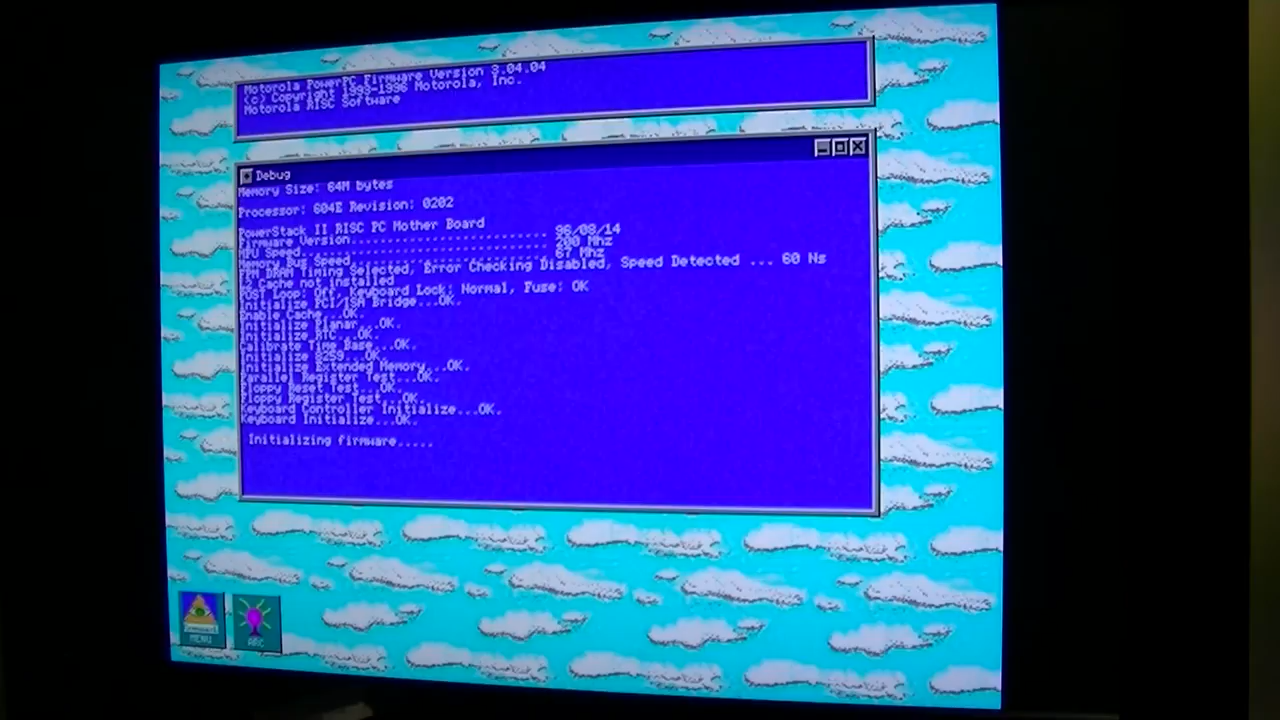 Motorola PowerPC Firmware Version 3.04.04
(c) Copyright 1993-1996 Motorola, Inc.
Motorola RISC Software
Debug
Memory Size: 64M bytes
Processor: 604E Revision: 0202
PowerStack II RISC PC Mother Board
Firmware Version........................... 96/08/14
MPU Speed.................................. 200 Mhz
Memory Bus Speed........................... 67 Mhz
FPM DRAM Timing Selected, Error Checking Disabled, Speed Detected ... 60 Ns
L2 Cache not installed
POST Loop: Off, Keyboard Lock: Normal, Fuse: OK
Initialize PCI/ISA Bridge...OK.
Enable Cache...OK.
Initialize Planar...OK.
Initialize RTC...OK.
Calibrate Time Base...OK.
Initialize 8259...OK.
Initialize Extended Memory...OK.
Parallel Register Test...OK.
Floppy Reset Test...OK.
Floppy Register Test...OK.
Keyboard Controller Initialize...OK.
Keyboard Initialize...OK.
Initializing firmware.....
MENU
ARC